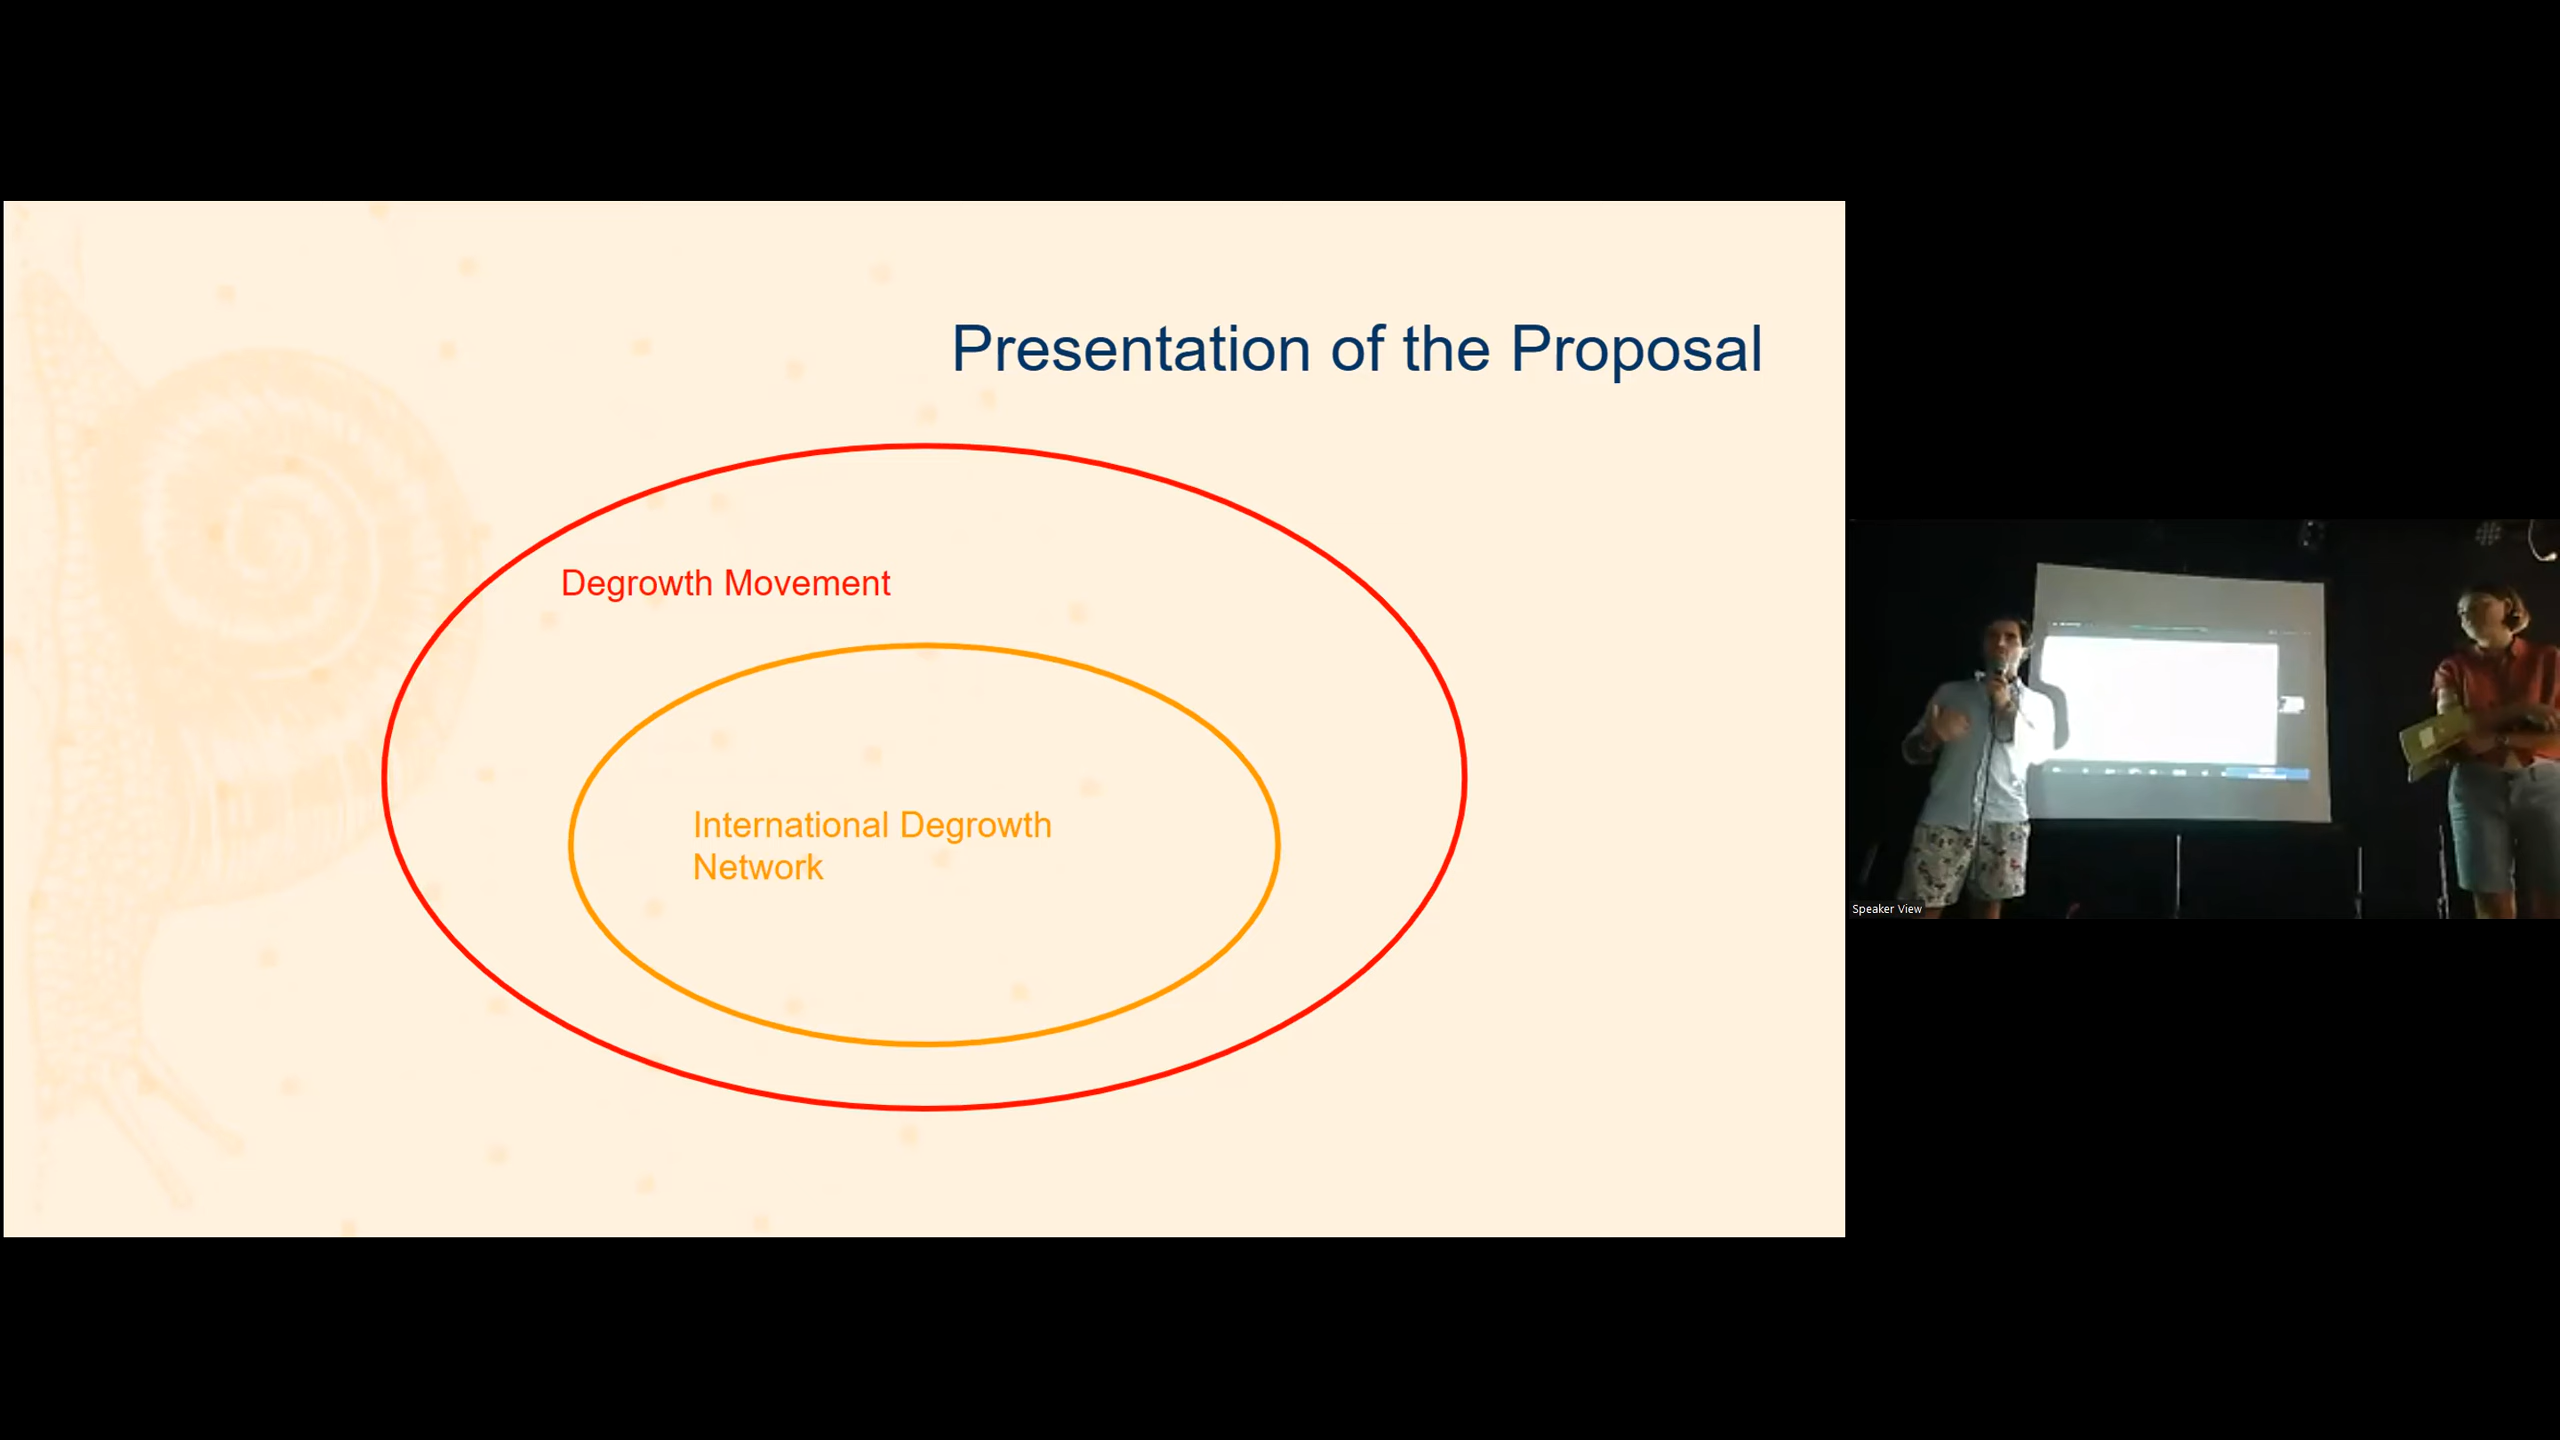 Presentation of the Proposal
Degrowth Movement
International Degrowth
Network
Speaker View